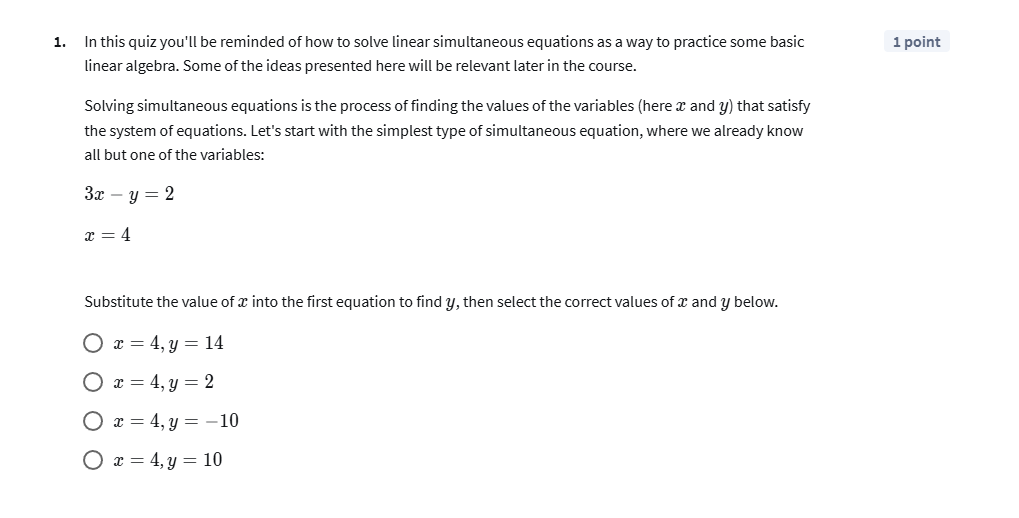 1. In this quiz you'll be reminded of how to solve linear simultaneous equations as a way to practice some basic 1 point
linear algebra. Some of the ideas presented here will be relevant later in the course.
Solving simultaneous equations is the process of finding the values of the variables (here x and y) that satisfy
the system of equations. Let's start with the simplest type of simultaneous equation, where we already know
all but one of the variables:
3x − y = 2
x = 4
Substitute the value of x into the first equation to find y, then select the correct values of x and y below.
x = 4, y = 14
x = 4, y = 2
x = 4, y = −10
x = 4, y = 10